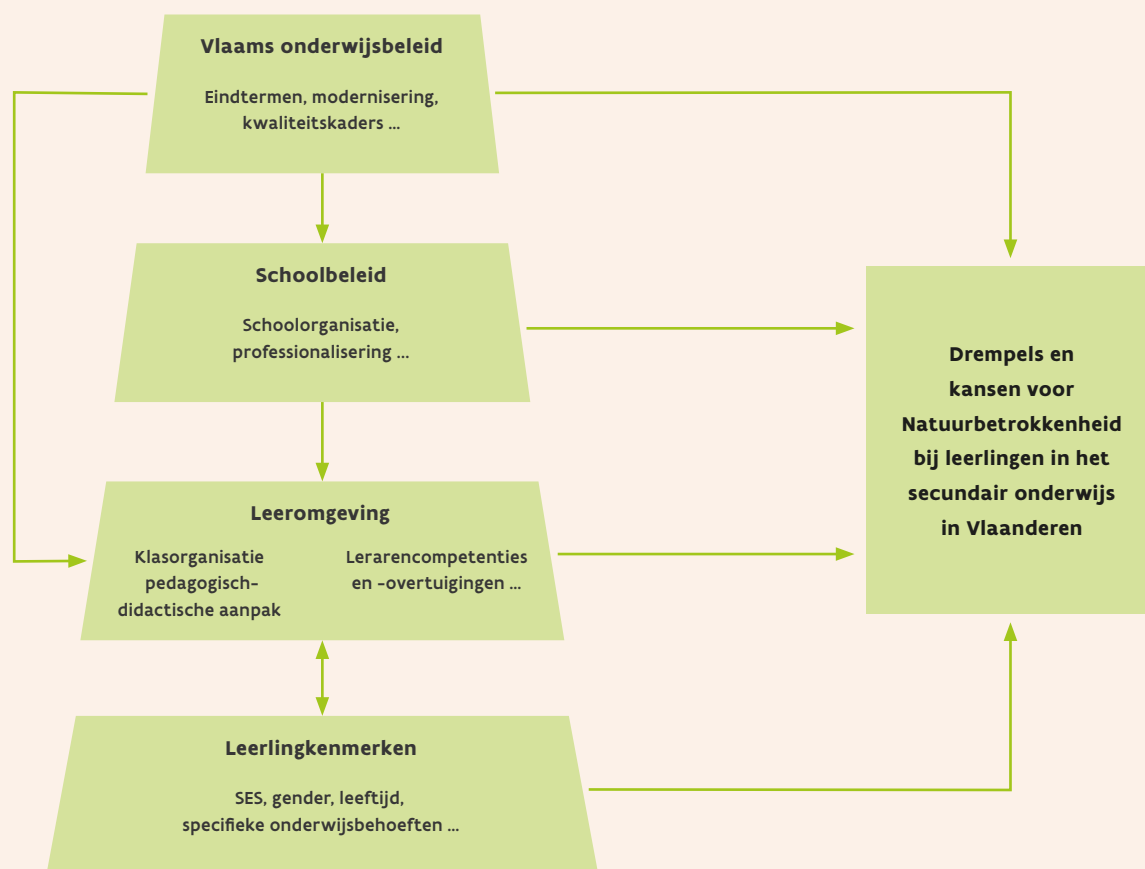 Vlaams onderwijsbeleid
Eindtermen, modernisering,
kwaliteitskaders ...
Schoolbeleid
Schoolorganisatie,
professionalisering ...
Leeromgeving
Klasorganisatie
pedagogisch-
didactische aanpak
Lerarencompetenties
en -overtuigingen ...
Leerlingkenmerken
SES, gender, leeftijd,
specifieke onderwijsbehoeften ...
Drempels en
kansen voor
Natuurbetrokkenheid
bij leerlingen in het
secundair onderwijs
in Vlaanderen